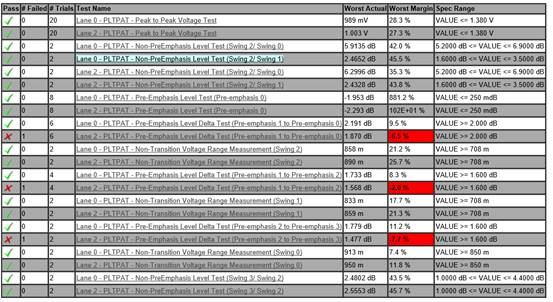 Pass # Failed # Trials Test Name Worst Actual Worst Margin Spec Range
0 20 Lane 0 - PLTPAT - Peak to Peak Voltage Test 989 mV 28.3 % VALUE <= 1.380 V
0 20 Lane 2 - PLTPAT - Peak to Peak Voltage Test 1.003 V 27.3 % VALUE <= 1.380 V
0 2 Lane 0 - PLTPAT - Non-PreEmphasis Level Test (Swing 2/ Swing 0) 5.9135 dB 42.0 % 5.2000 dB <= VALUE <= 6.9000 dB
0 2 Lane 0 - PLTPAT - Non-PreEmphasis Level Test (Swing 2/ Swing 1) 2.4652 dB 45.5 % 1.6000 dB <= VALUE <= 3.5000 dB
0 2 Lane 2 - PLTPAT - Non-PreEmphasis Level Test (Swing 2/ Swing 0) 6.2996 dB 35.3 % 5.2000 dB <= VALUE <= 6.9000 dB
0 2 Lane 2 - PLTPAT - Non-PreEmphasis Level Test (Swing 2/ Swing 1) 2.4328 dB 43.8 % 1.6000 dB <= VALUE <= 3.5000 dB
0 8 Lane 0 - PLTPAT - Pre-Emphasis Level Test (Pre-emphasis 0) -1.953 dB 881.2 % VALUE <= 250 mdB
0 8 Lane 2 - PLTPAT - Pre-Emphasis Level Test (Pre-emphasis 0) -2.293 dB 102E+01 % VALUE <= 250 mdB
0 6 Lane 0 - PLTPAT - Pre-Emphasis Level Delta Test (Pre-emphasis 1 to Pre-emphasis 0) 2.191 dB 9.5 % VALUE >= 2.000 dB
1 6 Lane 2 - PLTPAT - Pre-Emphasis Level Delta Test (Pre-emphasis 1 to Pre-emphasis 0) 1.870 dB -6.5 % VALUE >= 2.000 dB
0 2 Lane 0 - PLTPAT - Non-Transition Voltage Range Measurement (Swing 2) 858 m 21.2 % VALUE >= 708 m
0 2 Lane 2 - PLTPAT - Non-Transition Voltage Range Measurement (Swing 2) 890 m 25.7 % VALUE >= 708 m
0 4 Lane 0 - PLTPAT - Pre-Emphasis Level Delta Test (Pre-emphasis 1 to Pre-emphasis 2) 1.733 dB 8.3 % VALUE >= 1.600 dB
1 4 Lane 2 - PLTPAT - Pre-Emphasis Level Delta Test (Pre-emphasis 1 to Pre-emphasis 2) 1.568 dB -2.0 % VALUE >= 1.600 dB
0 2 Lane 0 - PLTPAT - Non-Transition Voltage Range Measurement (Swing 1) 833 m 17.7 % VALUE >= 708 m
0 2 Lane 2 - PLTPAT - Non-Transition Voltage Range Measurement (Swing 1) 859 m 21.3 % VALUE >= 708 m
0 2 Lane 0 - PLTPAT - Pre-Emphasis Level Delta Test (Pre-emphasis 2 to Pre-emphasis 3) 1.779 dB 11.2 % VALUE >= 1.600 dB
1 2 Lane 2 - PLTPAT - Pre-Emphasis Level Delta Test (Pre-emphasis 2 to Pre-emphasis 3) 1.477 dB -7.7 % VALUE >= 1.600 dB
0 2 Lane 0 - PLTPAT - Non-Transition Voltage Range Measurement (Swing 0) 913 m 7.4 % VALUE >= 850 m
0 2 Lane 2 - PLTPAT - Non-Transition Voltage Range Measurement (Swing 0) 950 m 11.8 % VALUE >= 850 m
0 2 Lane 0 - PLTPAT - Non-PreEmphasis Level Test (Swing 3/ Swing 2) 2.4802 dB 43.5 % 1.0000 dB <= VALUE <= 4.4000 dB
0 2 Lane 2 - PLTPAT - Non-PreEmphasis Level Test (Swing 3/ Swing 2) 2.5553 dB 45.7 % 1.0000 dB <= VALUE <= 4.4000 dB